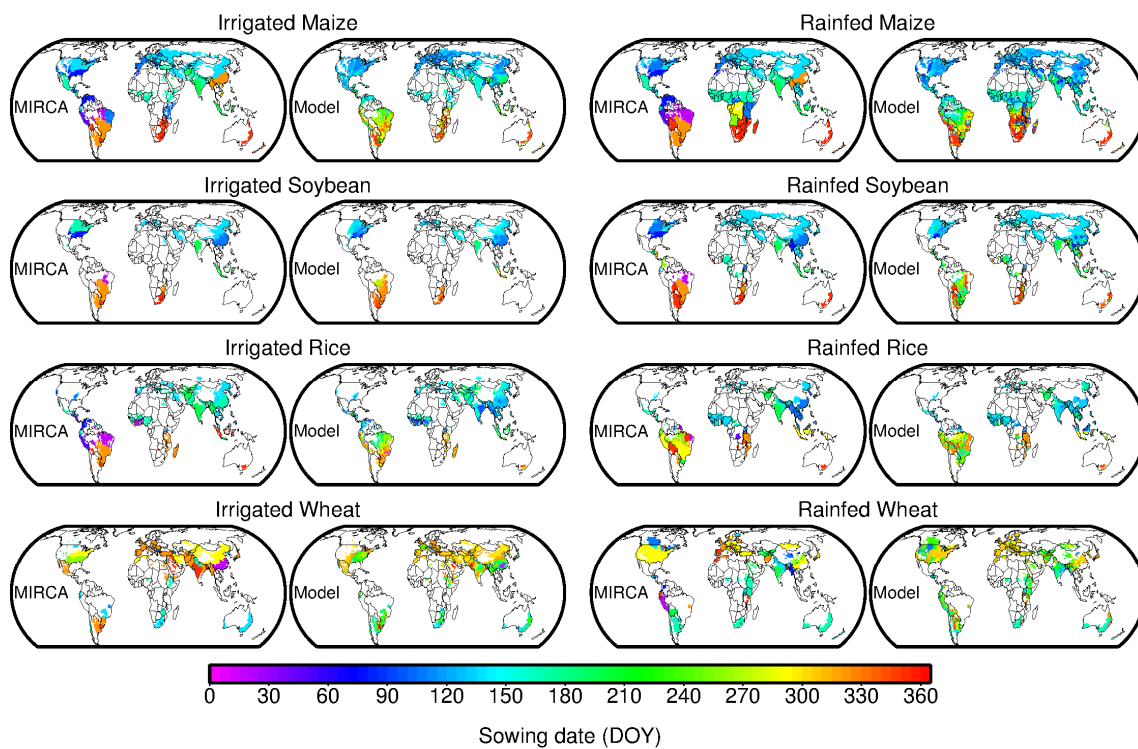 Irrigated Maize
Rainfed Maize
MIRCA
Model
MIRCA
Model
Irrigated Soybean
Rainfed Soybean
MIRCA
Model
MIRCA
Model
Irrigated Rice
Rainfed Rice
MIRCA
Model
MIRCA
Model
Irrigated Wheat
Rainfed Wheat
MIRCA
Model
MIRCA
Model
0 30 60 90 120 150 180 210 240 270 300 330 360
Sowing date (DOY)